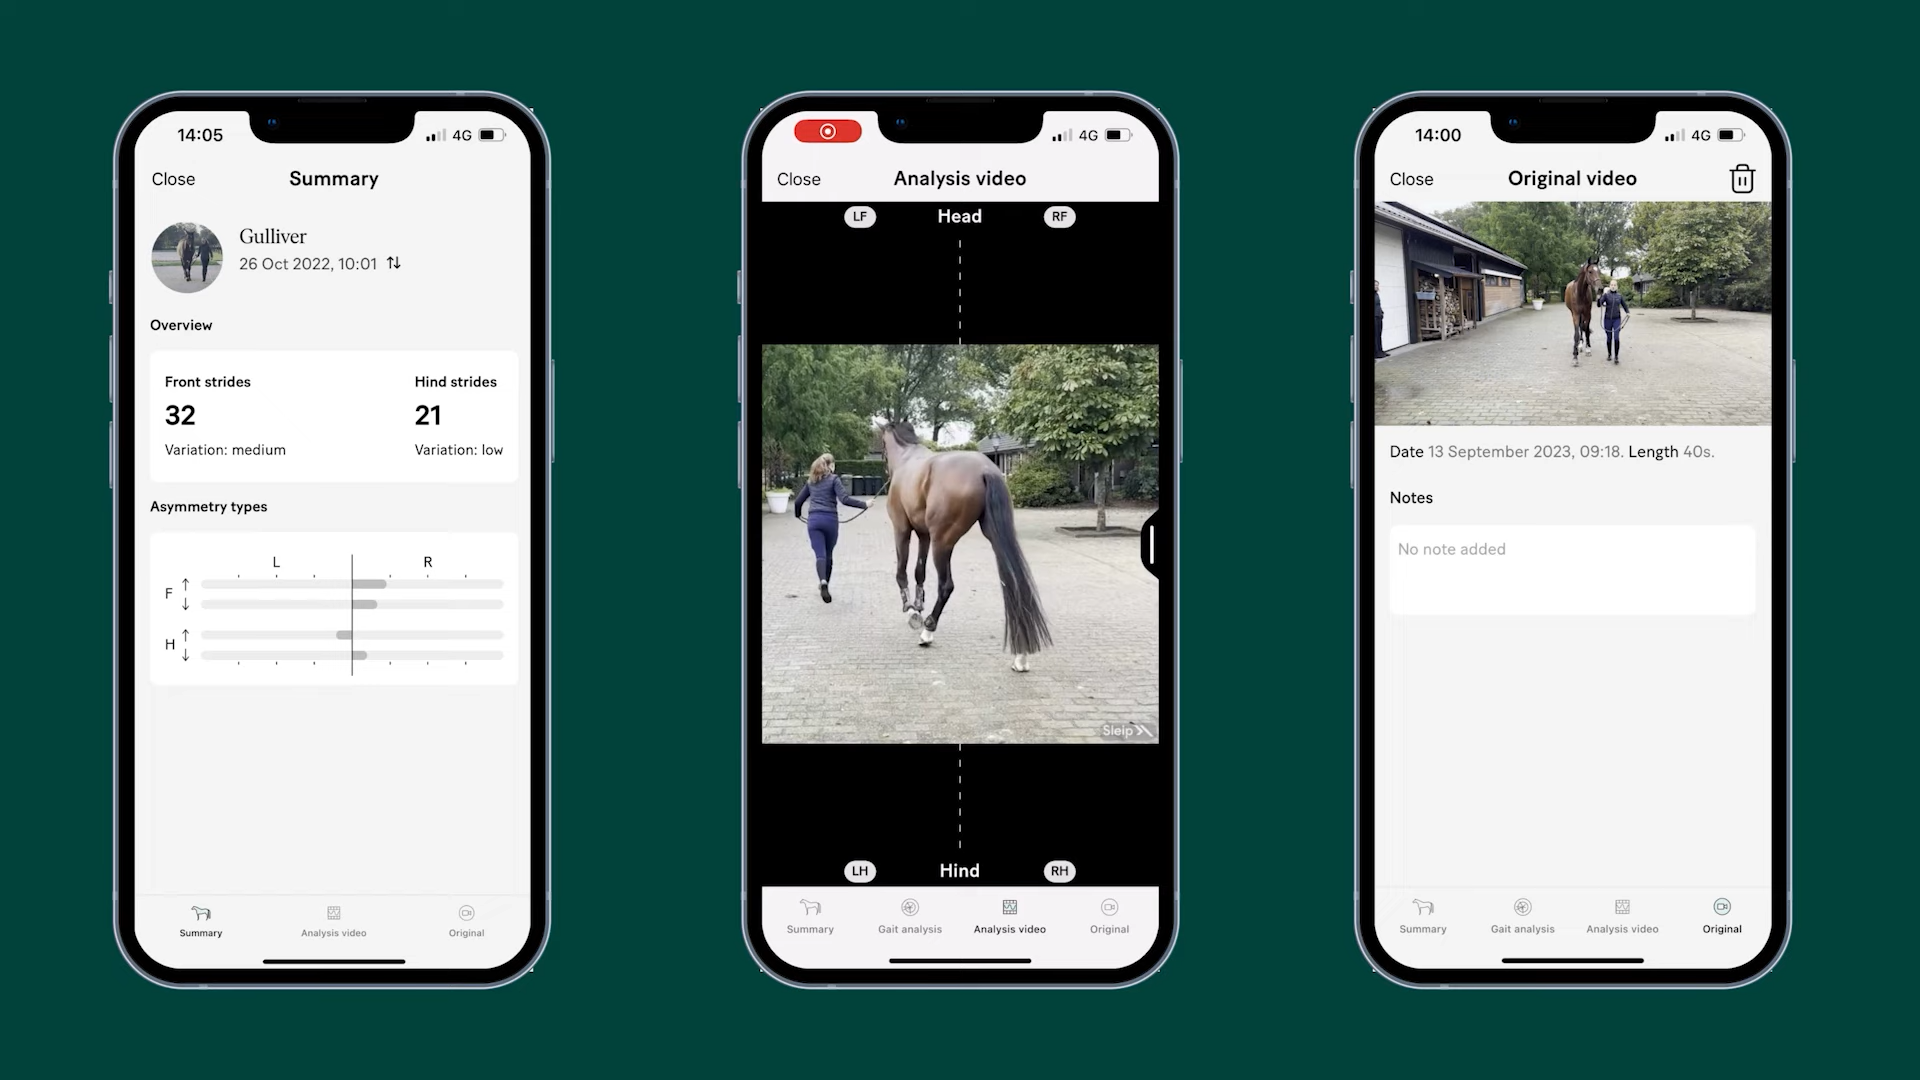 14:05
4G
Close
Summary
Gulliver
26 Oct 2022, 10:01
Overview
Front strides
Hind strides
32
21
Variation: medium
Variation: low
Asymmetry types
L
R
F
H
Summary
Analysis video
Original
4G
Close
Analysis video
LF
Head
RF
Sleip
LH
Hind
RH
Summary
Gait analysis
Analysis video
Original
14:00
4G
Close
Original video
Date 13 September 2023, 09:18. Length 40s.
Notes
No note added
Summary
Gait analysis
Analysis video
Original